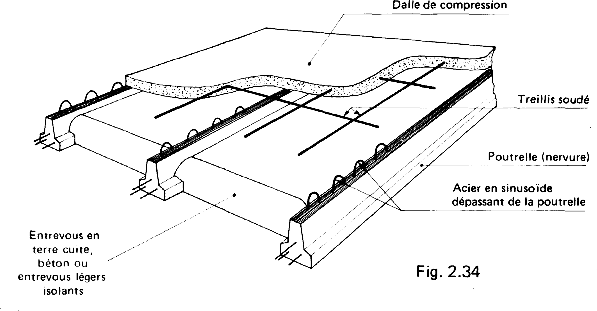 Dalle de compression
Treillis soudé
Poutrelle (nervure)
Acier en sinusoïde
dépassant de la poutrelle
Entrevous en
terre cuite,
béton ou
entrevous légers
isolants
Fig. 2.34